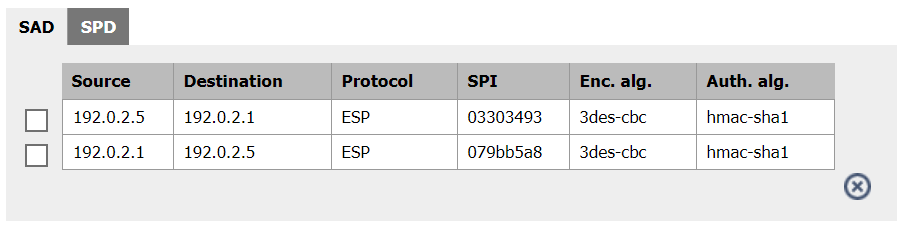 SAD SPD
Source Destination Protocol SPI Enc. alg. Auth. alg.
192.0.2.5 192.0.2.1 ESP 03303493 3des-cbc hmac-sha1
192.0.2.1 192.0.2.5 ESP 079bb5a8 3des-cbc hmac-sha1